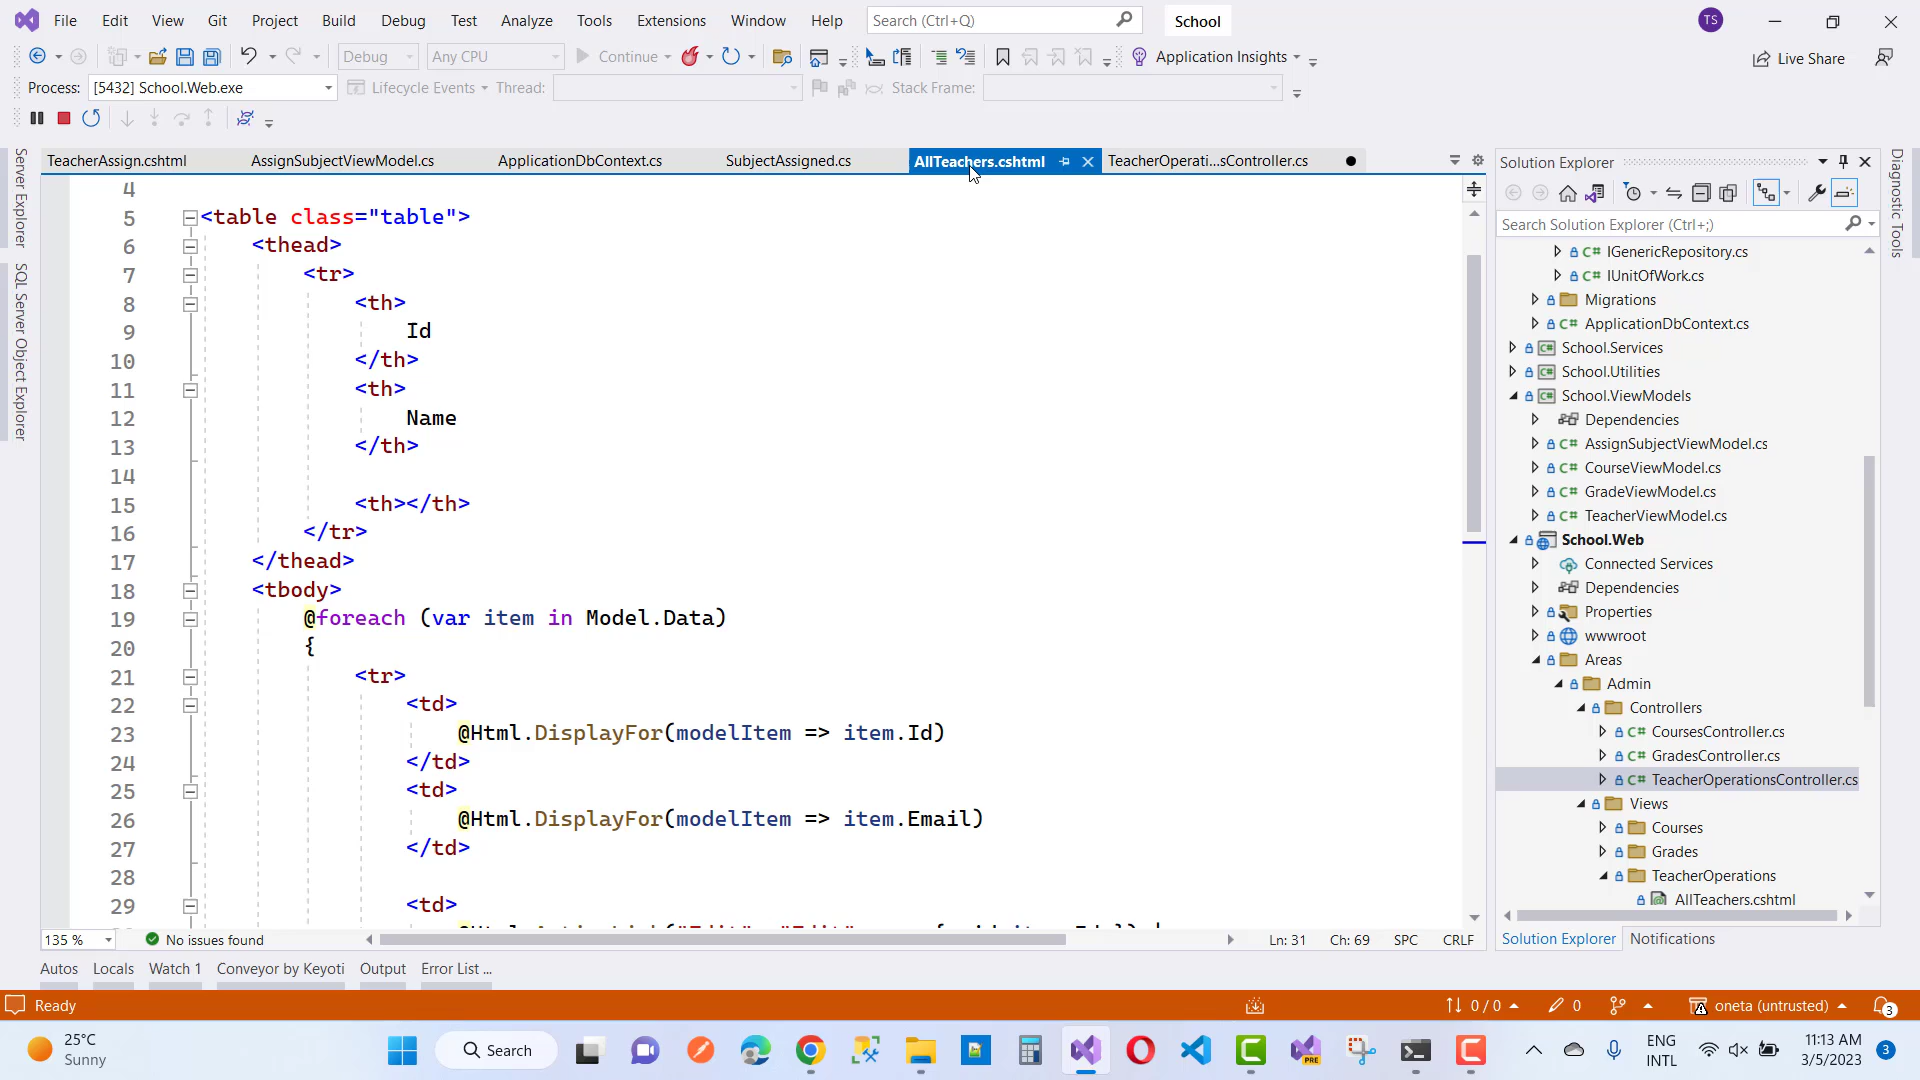 File Edit View Git Project Build Debug Test Analyze Tools Extensions Window Help Search (Ctrl+Q) School TS
Debug Any CPU Continue Application Insights Live Share
Process: [5432] School.Web.exe Lifecycle Events Thread: Stack Frame:
TeacherAssign.cshtml AssignSubjectViewModel.cs ApplicationDbContext.cs SubjectAssigned.cs AllTeachers.cshtml TeacherOperati...sController.cs
Server Explorer
SQL Server Object Explorer
4
5 <table class="table">
6 <thead>
7 <tr>
8 <th>
9 Id
10 </th>
11 <th>
12 Name
13 </th>
14
15 <th></th>
16 </tr>
17 </thead>
18 <tbody>
19 @foreach (var item in Model.Data)
20 {
21 <tr>
22 <td>
23 @Html.DisplayFor(modelItem => item.Id)
24 </td>
25 <td>
26 @Html.DisplayFor(modelItem => item.Email)
27 </td>
28
29 <td>
135 % No issues found Ln: 31 Ch: 69 SPC CRLF
Solution Explorer
Search Solution Explorer (Ctrl+;)
C# IGenericRepository.cs
C# IUnitOfWork.cs
Migrations
C# ApplicationDbContext.cs
School.Services
School.Utilities
School.ViewModels
Dependencies
C# AssignSubjectViewModel.cs
C# CourseViewModel.cs
C# GradeViewModel.cs
C# TeacherViewModel.cs
School.Web
Connected Services
Dependencies
Properties
wwwroot
Areas
Admin
Controllers
C# CoursesController.cs
C# GradesController.cs
C# TeacherOperationsController.cs
Views
Courses
Grades
TeacherOperations
AllTeachers.cshtml
Solution Explorer Notifications
Diagnostic Tools
Autos Locals Watch 1 Conveyor by Keyoti Output Error List ...
Ready 0 / 0 0 oneta (untrusted) 3
25°C
Sunny
Search
PRE
ENG
INTL
11:13 AM
3/5/2023
3